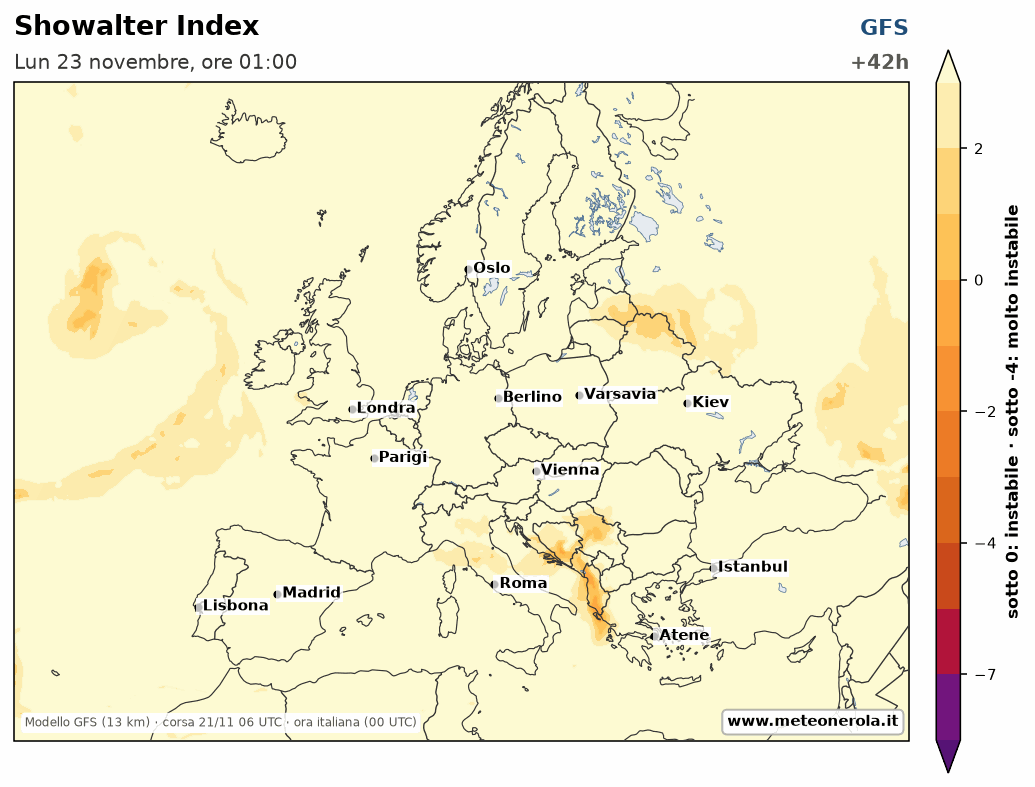 Showalter Index
GFS
Lun 23 novembre, ore 01:00
+42h
Oslo
Londra
Berlino
Varsavia
Kiev
Parigi
Vienna
Roma
Istanbul
Madrid
Lisbona
Atene
2
0
−2
−4
−7
sotto 0: instabile · sotto -4: molto instabile
Modello GFS (13 km) · corsa 21/11 06 UTC · ora italiana (00 UTC)
www.meteonerola.it